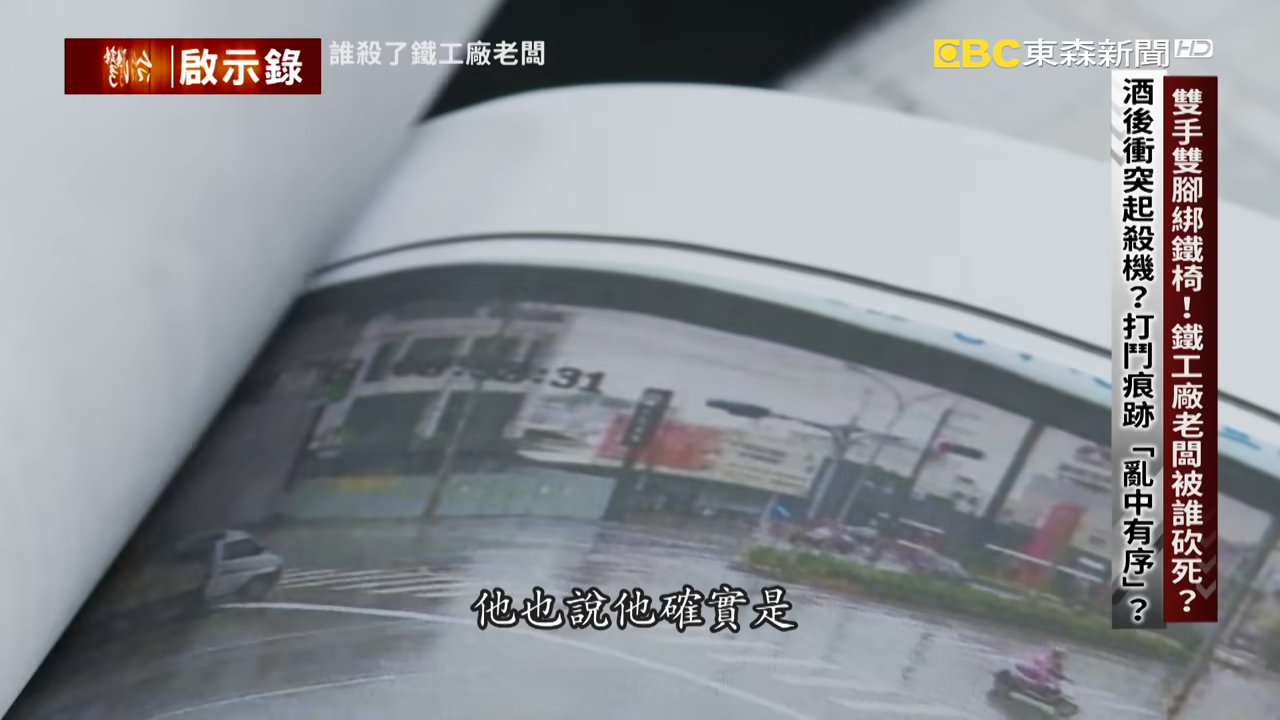 啟示錄
誰殺了鐵工廠老闆
EBC東森新聞HD
雙手雙腳綁鐵椅！鐵工廠老闆被誰砍死？
酒後衝突起殺機？打鬥痕跡「亂中有序」？
:31
他也說他確實是